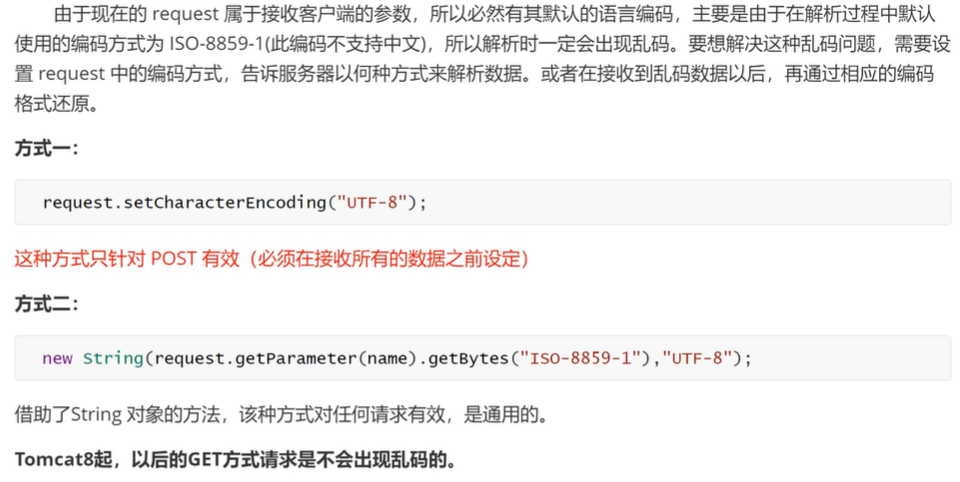 由于现在的 request 属于接收客户端的参数，所以必然有其默认的语言编码，主要是由于在解析过程中默认
使用的编码方式为 ISO-8859-1(此编码不支持中文)，所以解析时一定会出现乱码。要想解决这种乱码问题，需要设
置 request 中的编码方式，告诉服务器以何种方式来解析数据。或者在接收到乱码数据以后，再通过相应的编码
格式还原。
方式一：
request.setCharacterEncoding("UTF-8");
这种方式只针对 POST 有效（必须在接收所有的数据之前设定）
方式二：
new String(request.getParameter(name).getBytes("ISO-8859-1"),"UTF-8");
借助了String 对象的方法，该种方式对任何请求有效，是通用的。
Tomcat8起，以后的GET方式请求是不会出现乱码的。